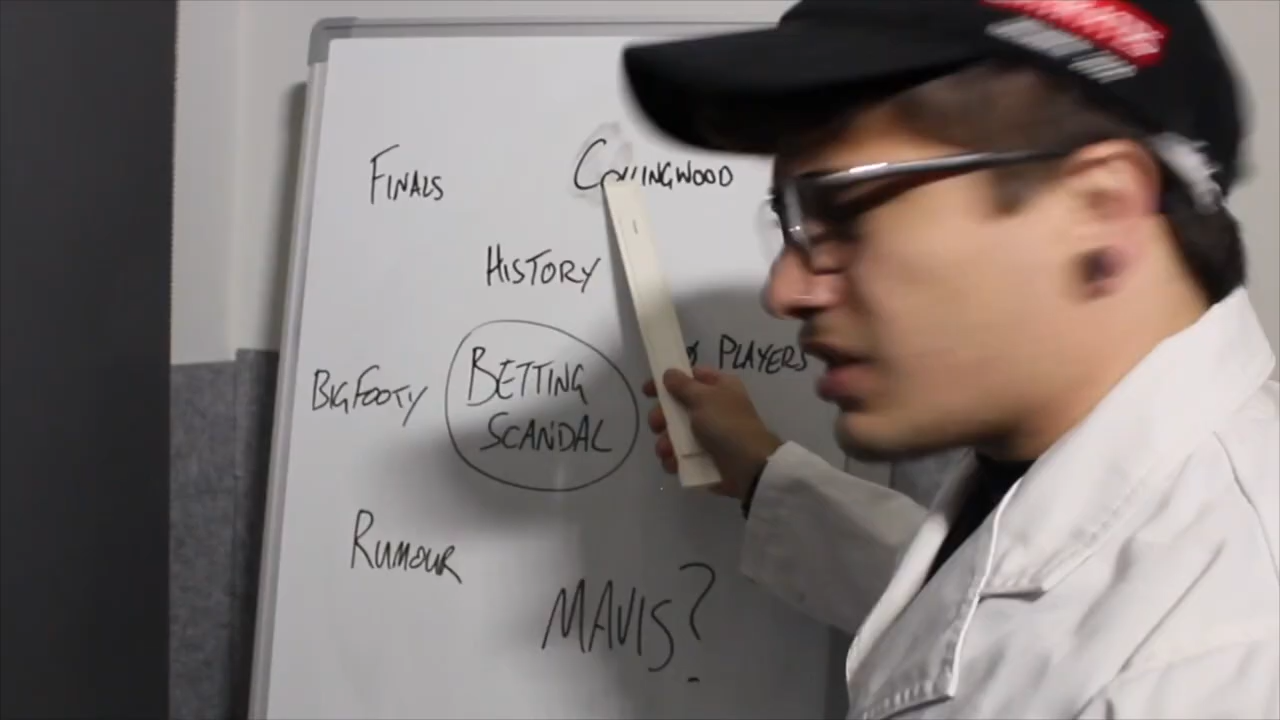 FINALS
COLLINGWOOD
HISTORY
PLAYERS
BIGFOOTY
BETTING
SCANDAL
RUMOUR
MAVIS?